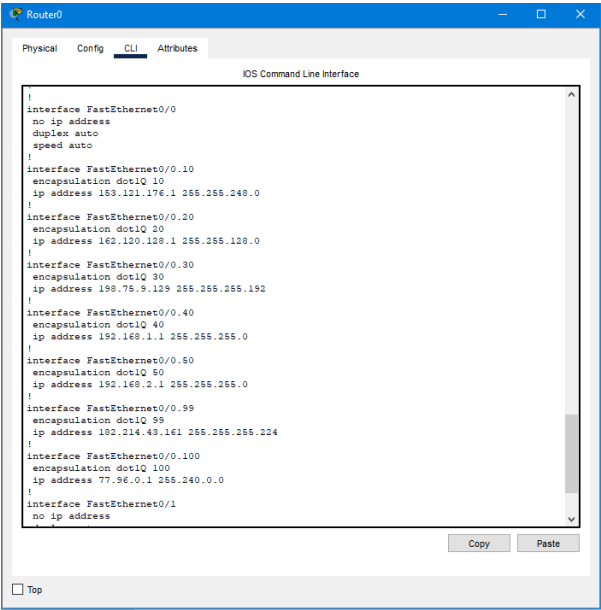 Router0
Physical Config CLI Attributes
IOS Command Line Interface
!
interface FastEthernet0/0
no ip address
duplex auto
speed auto
!
interface FastEthernet0/0.10
encapsulation dot1Q 10
ip address 153.121.176.1 255.255.248.0
!
interface FastEthernet0/0.20
encapsulation dot1Q 20
ip address 162.120.128.1 255.255.128.0
!
interface FastEthernet0/0.30
encapsulation dot1Q 30
ip address 198.75.9.129 255.255.255.192
!
interface FastEthernet0/0.40
encapsulation dot1Q 40
ip address 192.168.1.1 255.255.255.0
!
interface FastEthernet0/0.50
encapsulation dot1Q 50
ip address 192.168.2.1 255.255.255.0
!
interface FastEthernet0/0.99
encapsulation dot1Q 99
ip address 182.214.43.161 255.255.255.224
!
interface FastEthernet0/0.100
encapsulation dot1Q 100
ip address 77.96.0.1 255.240.0.0
!
interface FastEthernet0/1
no ip address
Copy Paste
Top